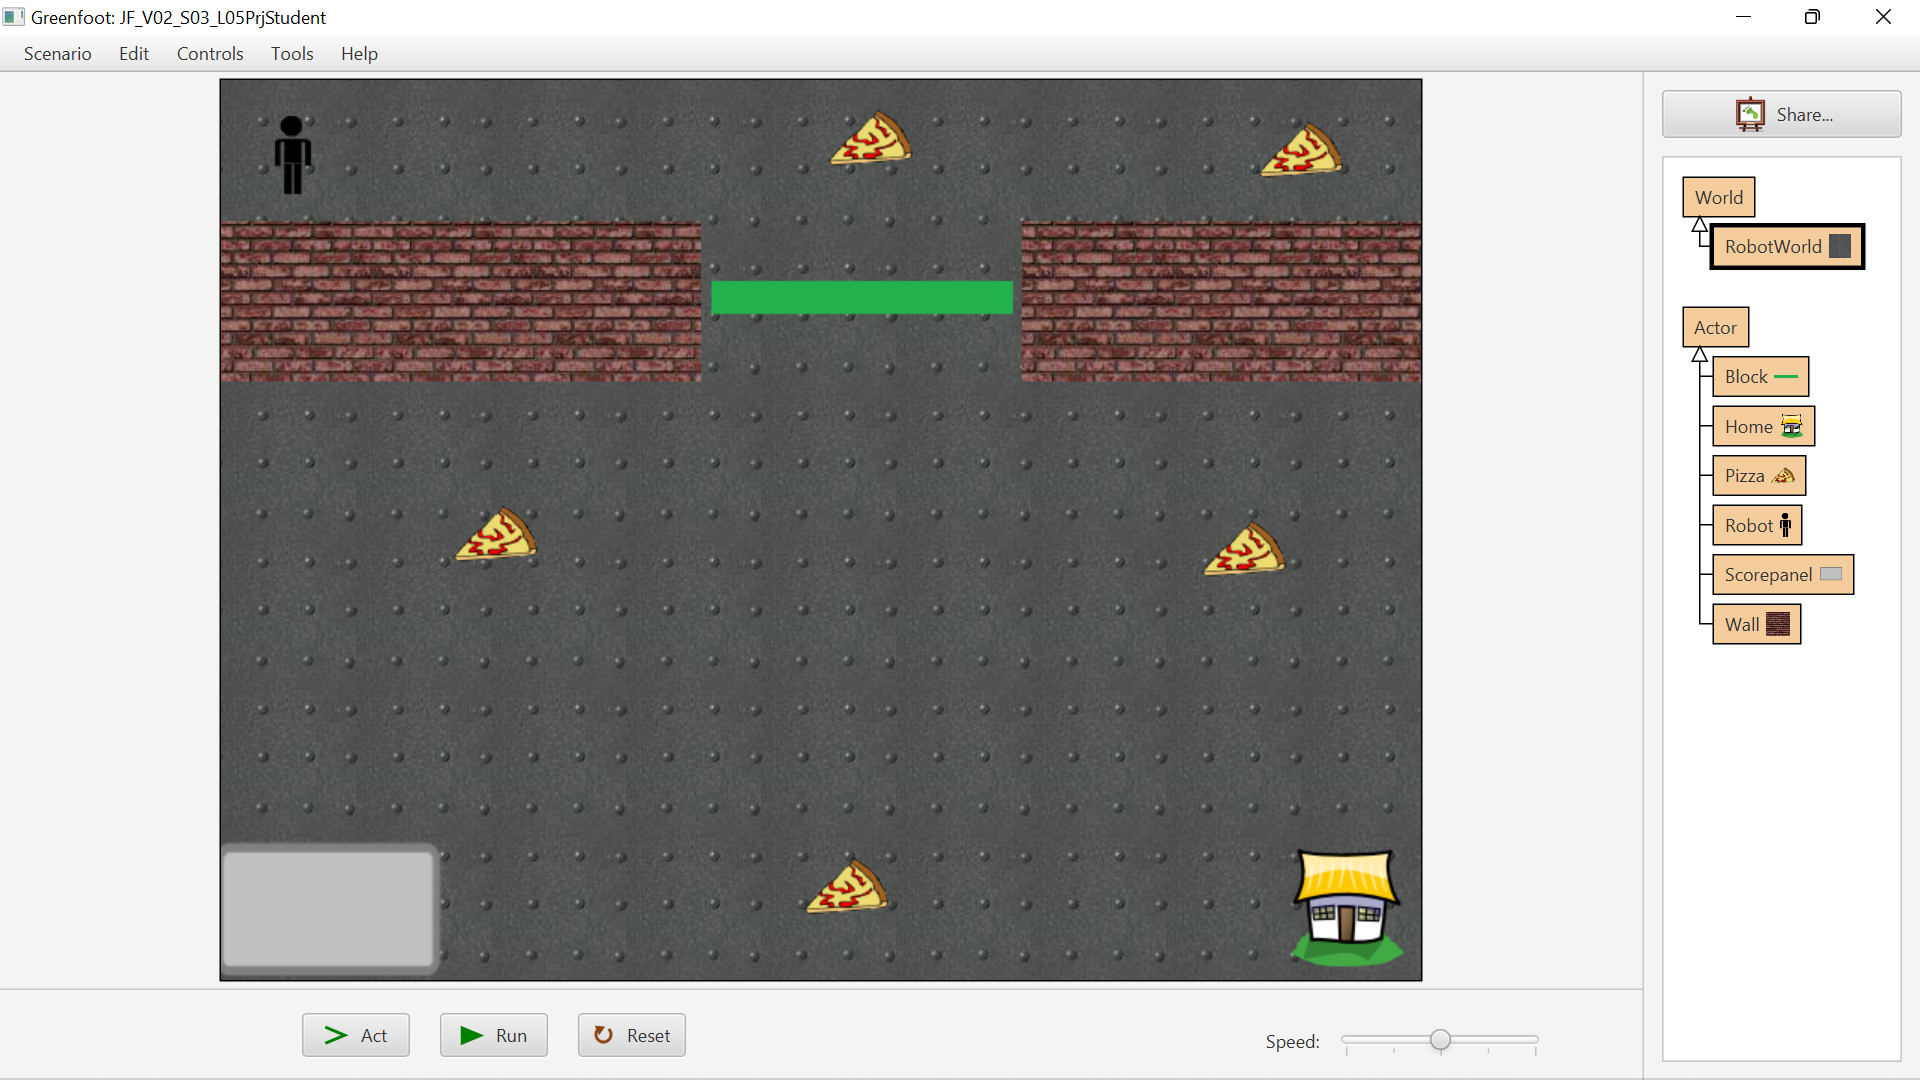 Greenfoot: JF_V02_S03_L05PrjStudent
Scenario Edit Controls Tools Help
Share...
World
RobotWorld
Actor
Block
Home
Pizza
Robot
Scorepanel
Wall
Act Run Reset Speed: